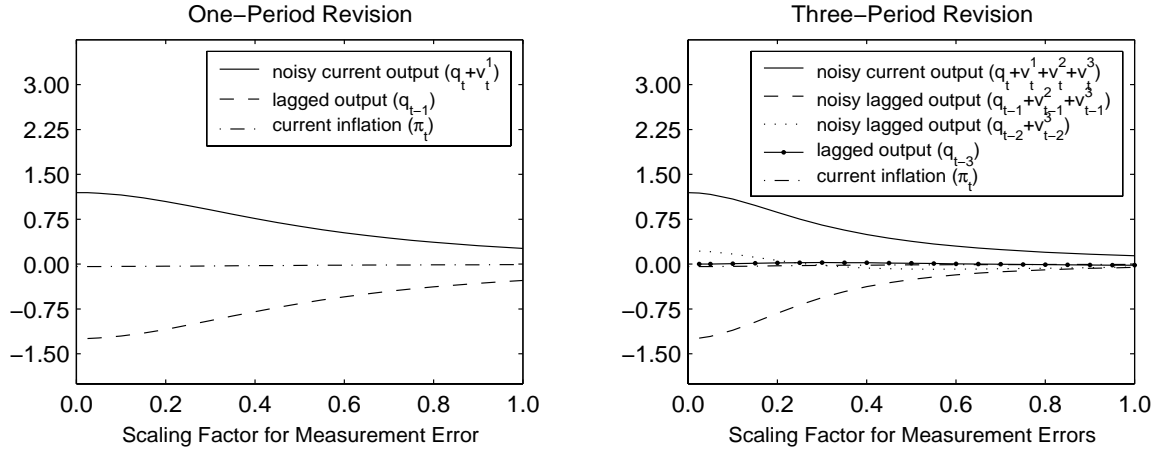 One−Period Revision
noisy current output (q_t+v_t^1)
lagged output (q_{t−1})
current inflation (π_t)
3.00
2.25
1.50
0.75
0.00
−0.75
−1.50
0.0 0.2 0.4 0.6 0.8 1.0
Scaling Factor for Measurement Error
Three−Period Revision
noisy current output (q_t+v_t^1+v_t^2+v_t^3)
noisy lagged output (q_{t−1}+v_{t−1}^2+v_{t−1}^3)
noisy lagged output (q_{t−2}+v_{t−2}^3)
lagged output (q_{t−3})
current inflation (π_t)
3.00
2.25
1.50
0.75
0.00
−0.75
−1.50
0.0 0.2 0.4 0.6 0.8 1.0
Scaling Factor for Measurement Errors